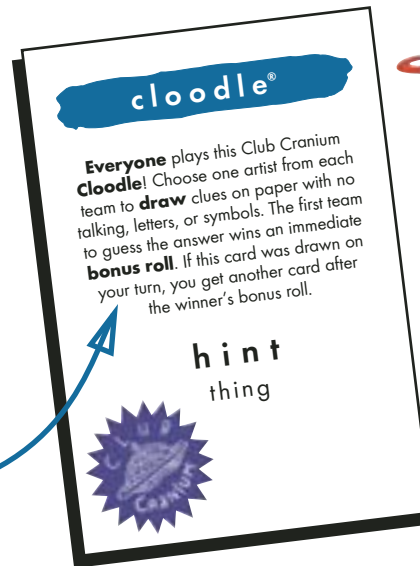 cloodle®
Everyone plays this Club Cranium
Cloodle! Choose one artist from each
team to draw clues on paper with no
talking, letters, or symbols. The first team
to guess the answer wins an immediate
bonus roll. If this card was drawn on
your turn, you get another card after
the winner's bonus roll.
hint
thing
Club
Cranium